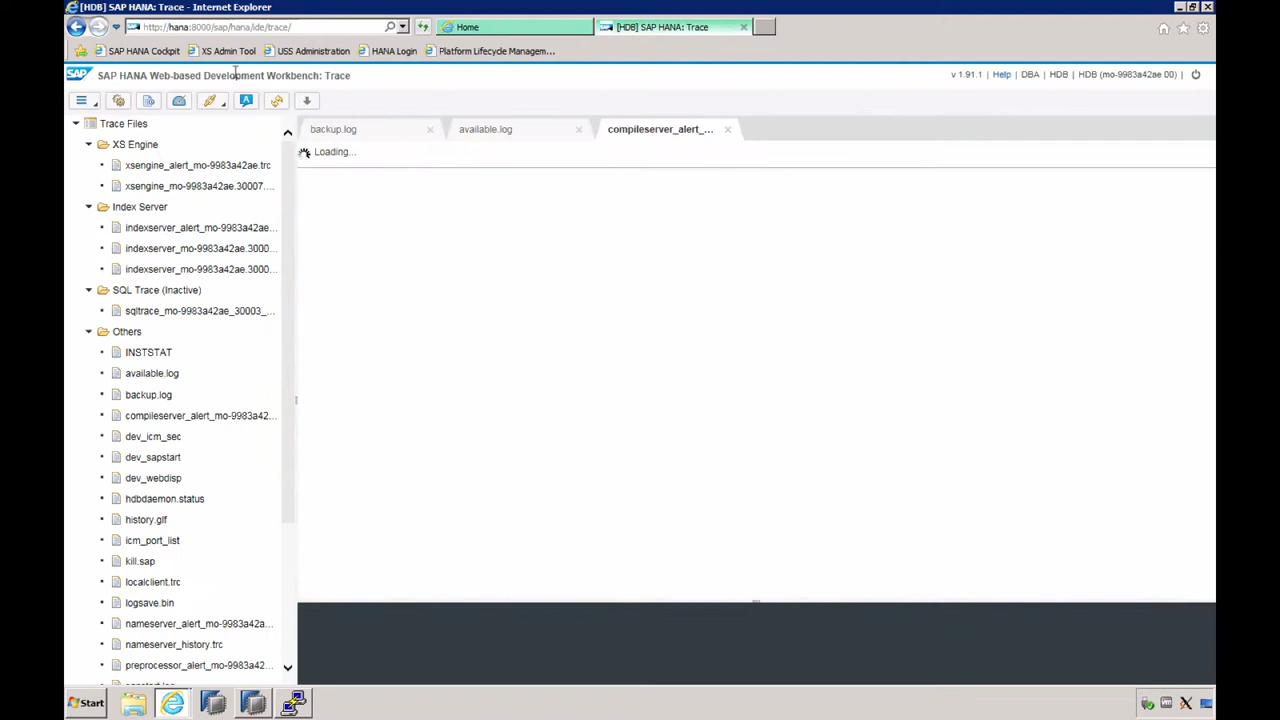 [HDB] SAP HANA: Trace - Internet Explorer
http://hana:8000/sap/hana/ide/trace/
Home
[HDB] SAP HANA: Trace
SAP HANA Cockpit
XS Admin Tool
USS Administration
HANA Login
Platform Lifecycle Managem...
SAP
SAP HANA Web-based Development Workbench: Trace
v 1.91.1 | Help | DBA | HDB | HDB (mo-9983a42ae 00) |
Trace Files
backup.log
available.log
compileserver_alert_...
XS Engine
Loading...
xsengine_alert_mo-9983a42ae.trc
xsengine_mo-9983a42ae.30007....
Index Server
indexserver_alert_mo-9983a42ae...
indexserver_mo-9983a42ae.3000...
indexserver_mo-9983a42ae.3000...
SQL Trace (Inactive)
sqltrace_mo-9983a42ae_30003_...
Others
INSTSTAT
available.log
backup.log
compileserver_alert_mo-9983a42...
dev_icm_sec
dev_sapstart
dev_webdisp
hdbdaemon.status
history.glf
icm_port_list
kill.sap
localclient.trc
logsave.bin
nameserver_alert_mo-9983a42a...
nameserver_history.trc
preprocessor_alert_mo-9983a42...
Start